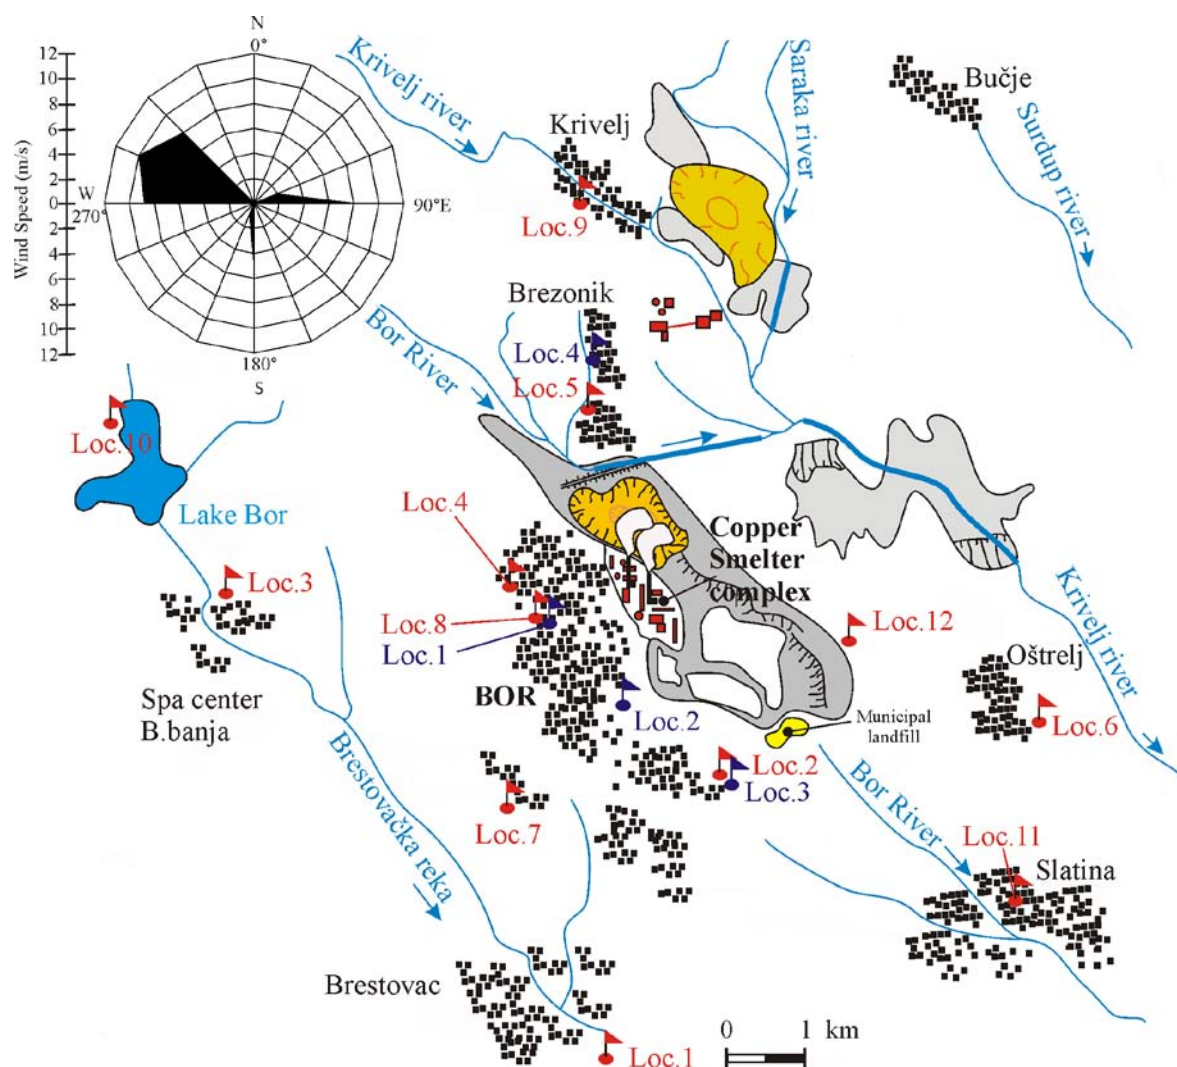 N
0°
12
10
8
6
4
2
0
2
4
6
8
10
12
Wind Speed (m/s)
W
270°
90°E
180°
S
Krivelj river
Saraka river
Bučje
Surdup river
Krivelj
Loc.9
Brezonik
Bor River
Loc.4
Loc.5
Loc.10
Lake Bor
Loc.4
Copper
Smelter
complex
Loc.3
Loc.8
Loc.1
Loc.12
Krivelj river
Oštrelj
Spa center
B.banja
BOR
Loc.2
Municipal
landfill
Loc.6
Loc.2
Loc.3
Bor River
Brestovačka reka
Loc.7
Loc.11
Slatina
Brestovac
0 1 km
Loc.1